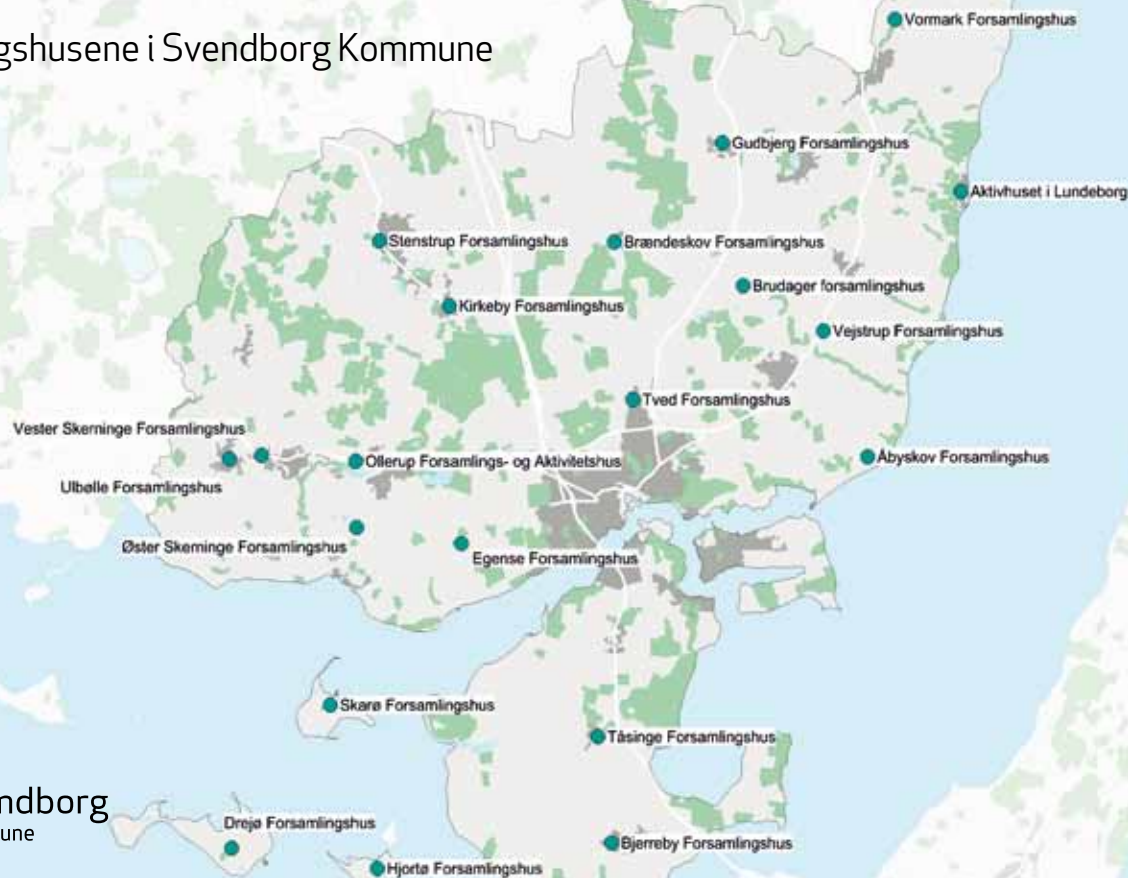 gshusene i Svendborg Kommune
Vormark Forsamlingshus
Gudbjerg Forsamlingshus
Aktivhuset i Lundeborg
Stenstrup Forsamlingshus
Brændeskov Forsamlingshus
Brudager forsamlingshus
Kirkeby Forsamlingshus
Vejstrup Forsamlingshus
Tved Forsamlingshus
Vester Skerninge Forsamlingshus
Ollerup Forsamlings- og Aktivitetshus
Åbyskov Forsamlingshus
Ulbølle Forsamlingshus
Øster Skerninge Forsamlingshus
Egense Forsamlingshus
Skarø Forsamlingshus
Tåsinge Forsamlingshus
ndborg
une
Drejø Forsamlingshus
Bjerreby Forsamlingshus
Hjortø Forsamlingshus